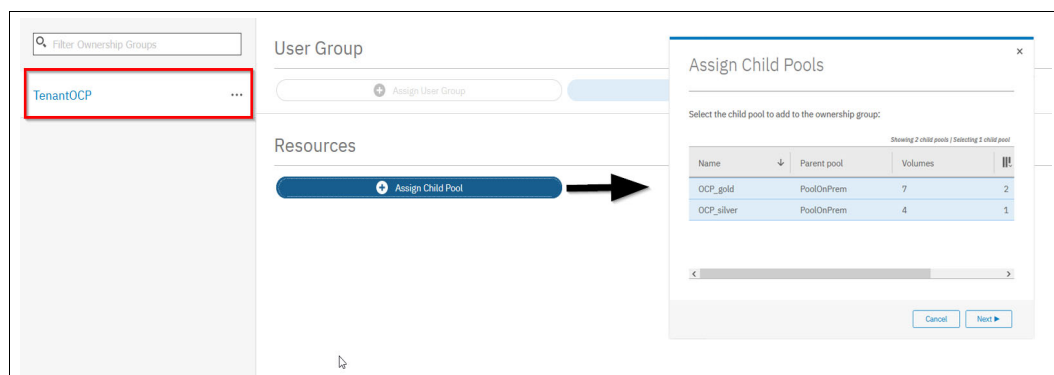 Filter Ownership Groups
TenantOCP
...
User Group
Assign User Group
Resources
Assign Child Pool
×
Assign Child Pools
Select the child pool to add to the ownership group:
Showing 2 child pools | Selecting 1 child pool
Name ↓ Parent pool Volumes
OCP_gold PoolOnPrem 7 2
OCP_silver PoolOnPrem 4 1
Cancel Next